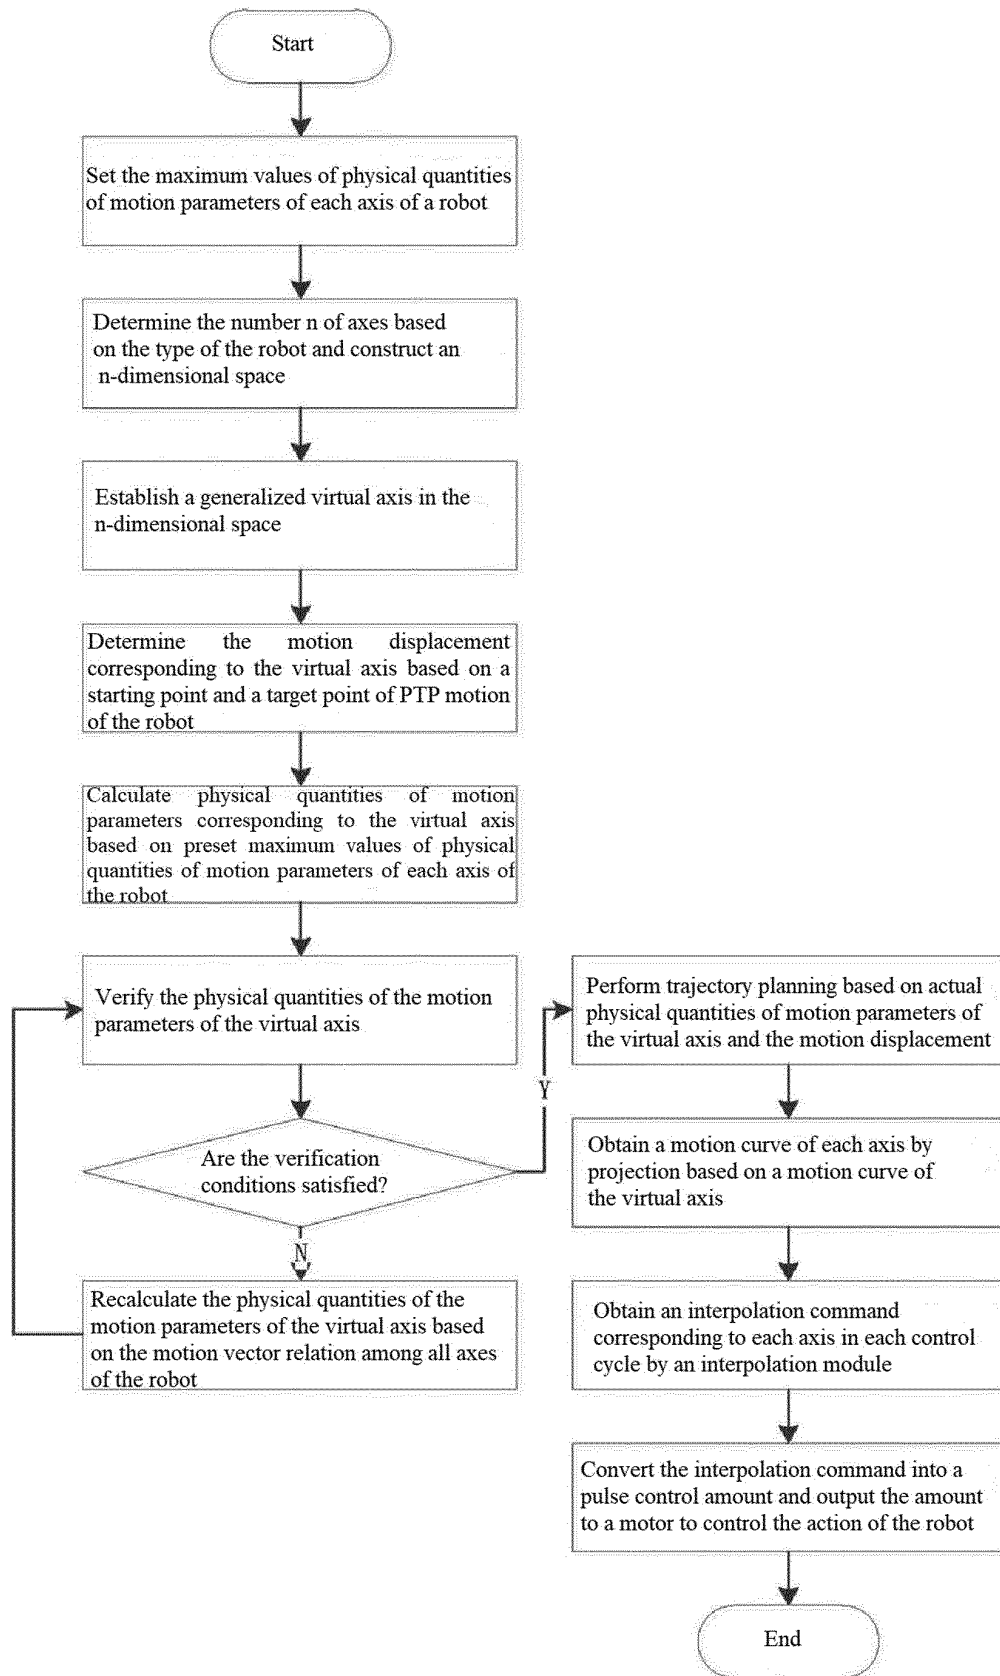 Start
Set the maximum values of physical quantities
of motion parameters of each axis of a robot
Determine the number n of axes based
on the type of the robot and construct an
n-dimensional space
Establish a generalized virtual axis in the
n-dimensional space
Determine the motion displacement
corresponding to the virtual axis based on a
starting point and a target point of PTP motion
of the robot
Calculate physical quantities of motion
parameters corresponding to the virtual axis
based on preset maximum values of physical
quantities of motion parameters of each axis of
the robot
Verify the physical quantities of the motion
parameters of the virtual axis
Are the verification
conditions satisfied?
N
Recalculate the physical quantities of the
motion parameters of the virtual axis based
on the motion vector relation among all axes
of the robot
Y
Perform trajectory planning based on actual
physical quantities of motion parameters of
the virtual axis and the motion displacement
Obtain a motion curve of each axis by
projection based on a motion curve of
the virtual axis
Obtain an interpolation command
corresponding to each axis in each control
cycle by an interpolation module
Convert the interpolation command into a
pulse control amount and output the amount
to a motor to control the action of the robot
End